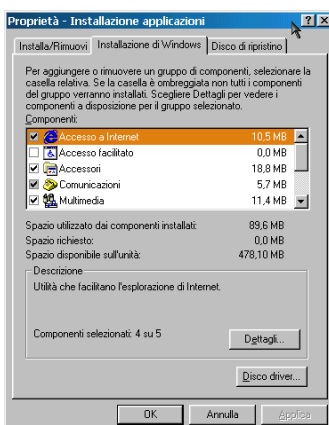 Proprietà - Installazione applicazioni
Installa/Rimuovi Installazione di Windows Disco di ripristino
Per aggiungere o rimuovere un gruppo di componenti, selezionare la
casella relativa. Se la casella è ombreggiata non tutti i componenti
del gruppo verranno installati. Scegliere Dettagli per vedere i
componenti a disposizione per il gruppo selezionato.
Componenti:
Accesso a Internet 10,5 MB
Accesso facilitato 0,0 MB
Accessori 18,8 MB
Comunicazioni 5,7 MB
Multimedia 11,4 MB
Spazio utilizzato dai componenti installati: 89,6 MB
Spazio richiesto: 0,0 MB
Spazio disponibile sull'unità: 478,10 MB
Descrizione
Utilità che facilitano l'esplorazione di Internet.
Componenti selezionati: 4 su 5
Dettagli...
Disco driver...
OK Annulla Applica